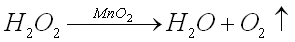 H₂O₂ —MnO₂→ H₂O + O₂ ↑